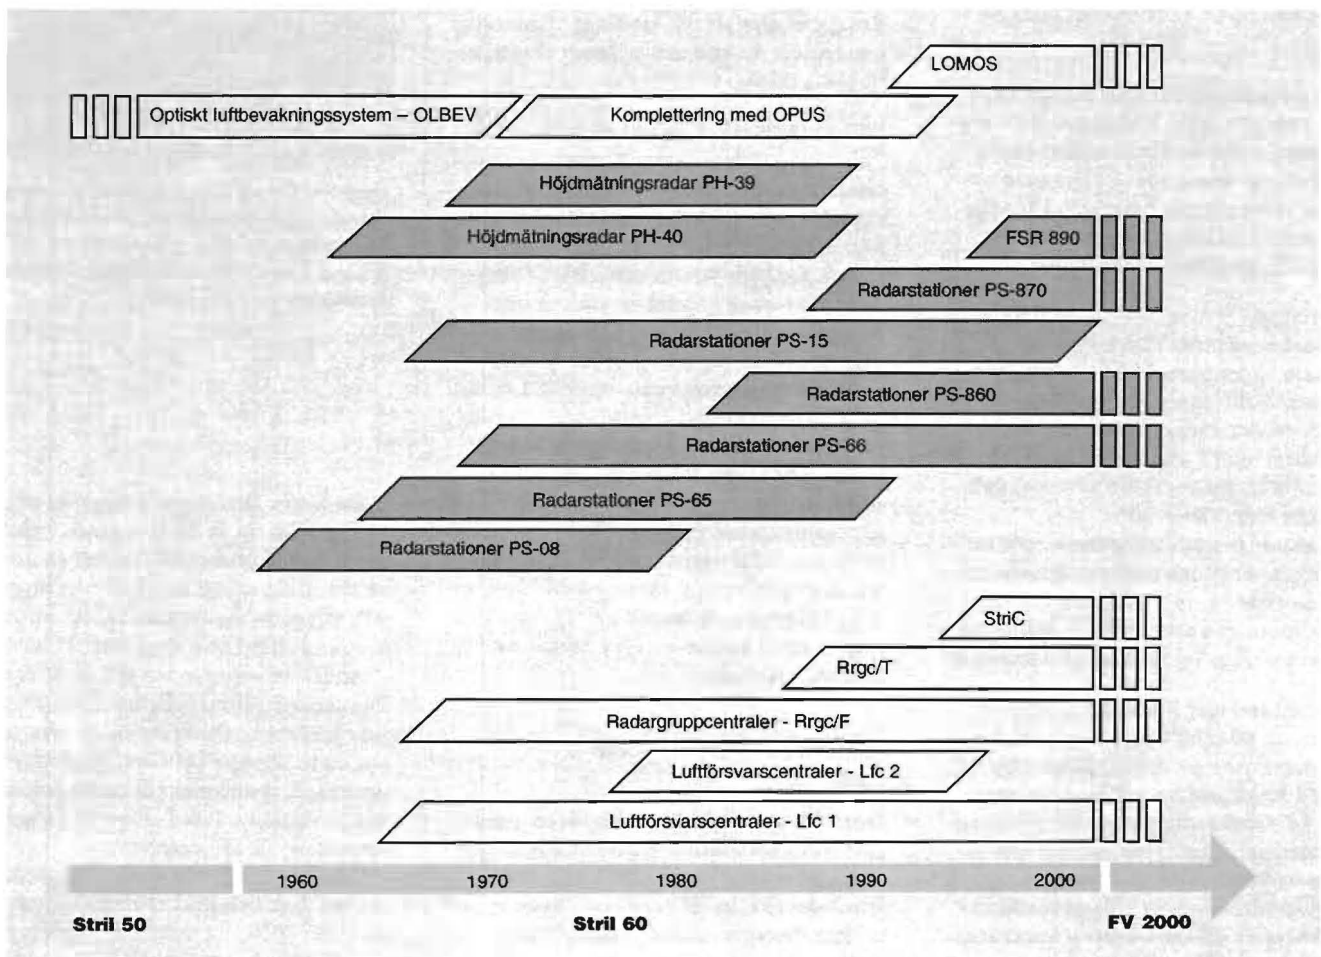 LOMOS
Optiskt luftbevakningssystem – OLBEV
Komplettering med OPUS
Höjdmätningsradar PH-39
Höjdmätningsradar PH-40
FSR 890
Radarstationer PS-870
Radarstationer PS-15
Radarstationer PS-860
Radarstationer PS-66
Radarstationer PS-65
Radarstationer PS-08
StriC
Rrgc/T
Radargruppcentraler - Rrgc/F
Luftförsvarscentraler - Lfc 2
Luftförsvarscentraler - Lfc 1
1960 1970 1980 1990 2000
Stril 50 Stril 60 FV 2000